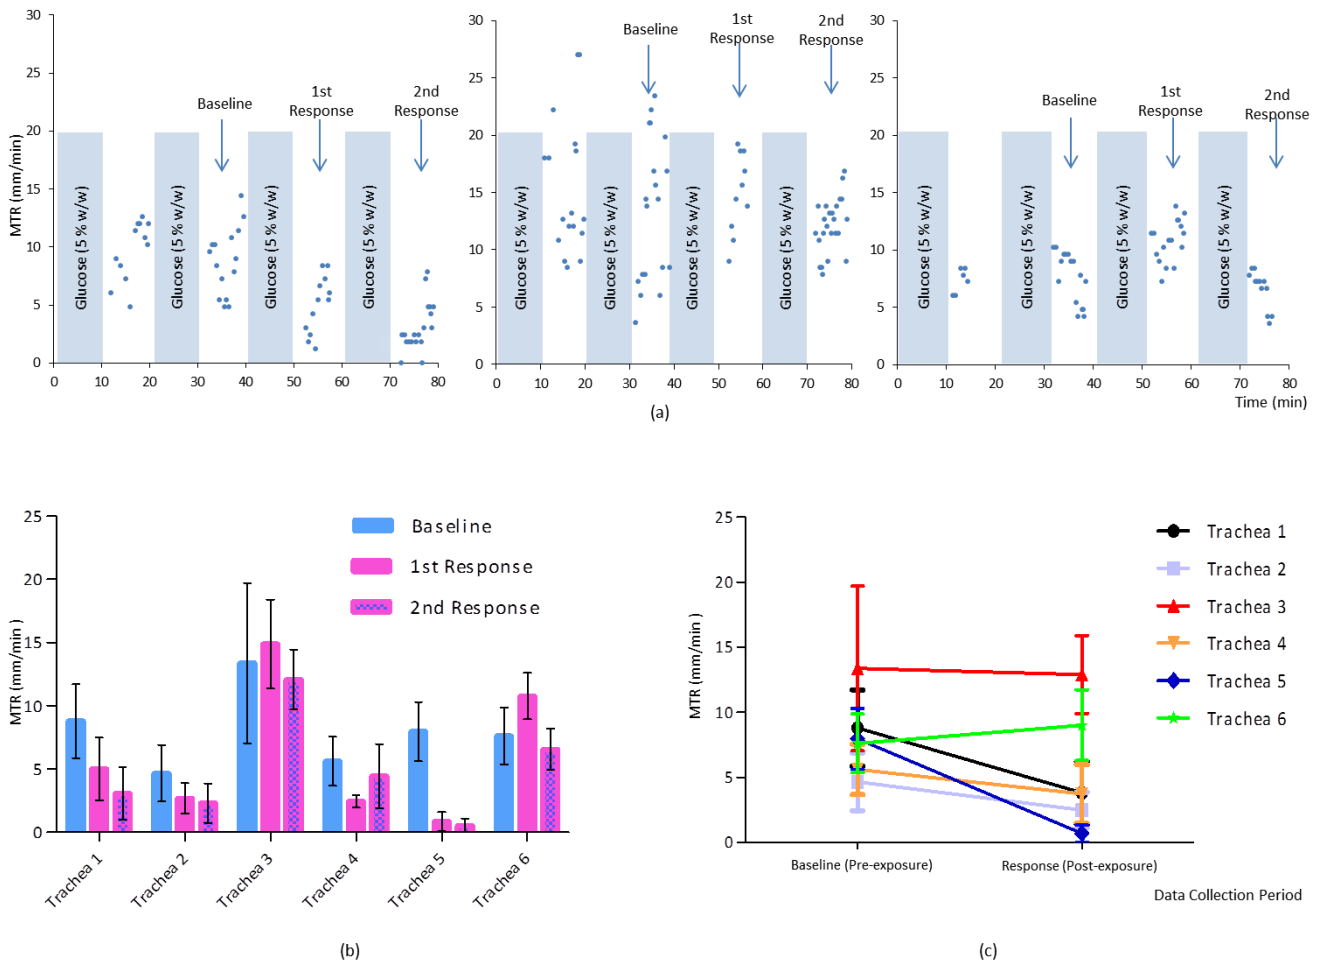 30
25
20
15
10
5
0
MTR (mm/min)
Baseline
1st
Response
2nd
Response
Glucose (5% w/w)
Glucose (5% w/w)
Glucose (5% w/w)
Glucose (5% w/w)
0 10 20 30 40 50 60 70 80
30
25
20
15
10
5
0
Baseline
1st
Response
2nd
Response
Glucose (5% w/w)
Glucose (5% w/w)
Glucose (5% w/w)
Glucose (5% w/w)
0 10 20 30 40 50 60 70 80
30
25
20
15
10
5
0
Baseline
1st
Response
2nd
Response
Glucose (5% w/w)
Glucose (5% w/w)
Glucose (5% w/w)
Glucose (5% w/w)
0 10 20 30 40 50 60 70 80
Time (min)
(a)
25
20
15
10
5
0
MTR (mm/min )
Baseline
1st Response
2nd Response
Trachea 1
Trachea 2
Trachea 3
Trachea 4
Trachea 5
Trachea 6
(b)
25
20
15
10
5
0
MTR (mm/min )
Trachea 1
Trachea 2
Trachea 3
Trachea 4
Trachea 5
Trachea 6
Baseline (Pre-exposure)
Response (Post-exposure)
Data Collection Period
(c)